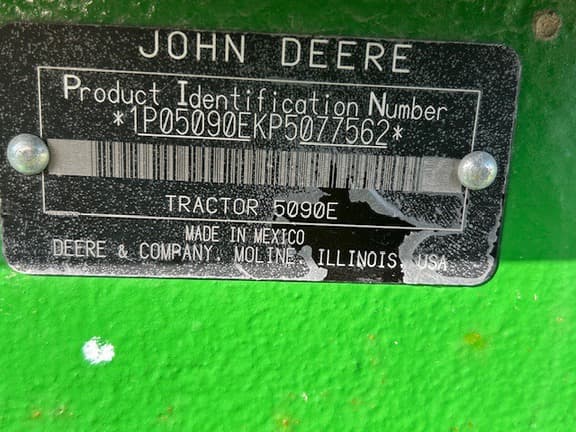 JOHN DEERE
Product Identification Number
*1P05090EKP5077562*
TRACTOR 5090E
MADE IN MEXICO
DEERE & COMPANY, MOLINE, ILLINOIS, USA